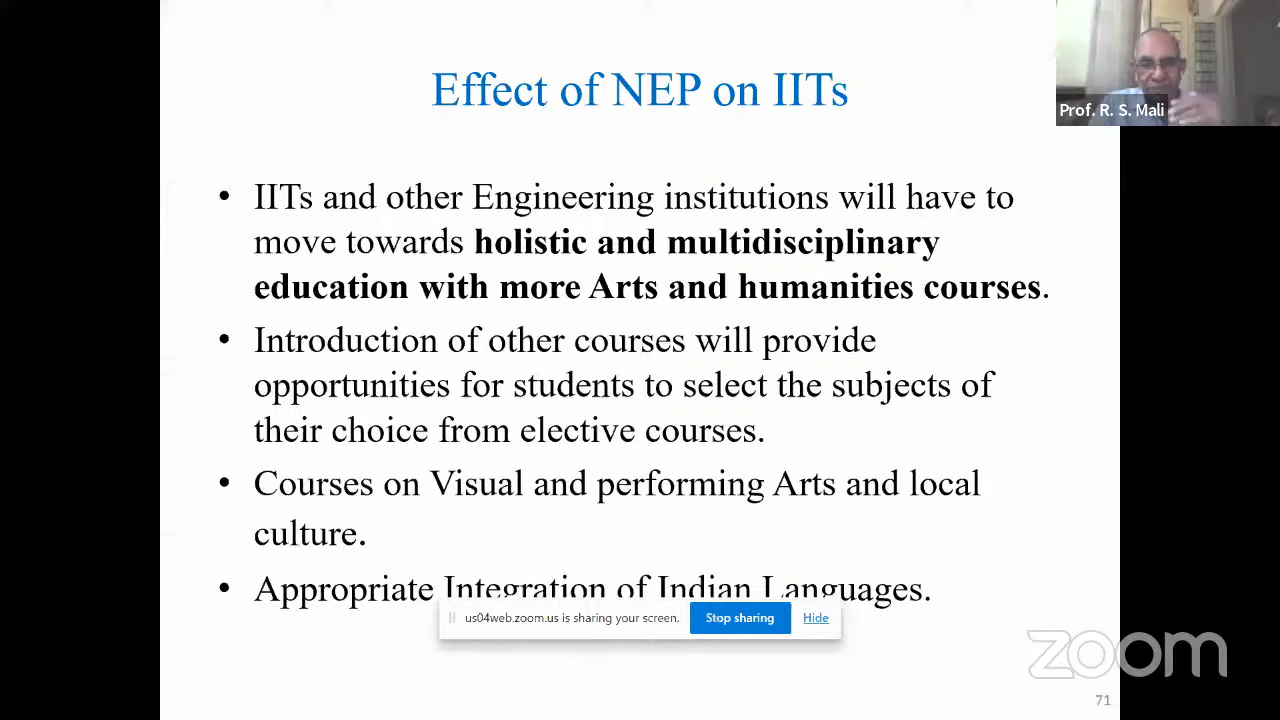 Effect of NEP on IITs
Prof. R. S. Mali
• IITs and other Engineering institutions will have to
move towards holistic and multidisciplinary
education with more Arts and humanities courses.
• Introduction of other courses will provide
opportunities for students to select the subjects of
their choice from elective courses.
• Courses on Visual and performing Arts and local
culture.
• Appropriate Integration of Indian Languages.
us04web.zoom.us is sharing your screen. Stop sharing Hide
zoom
71